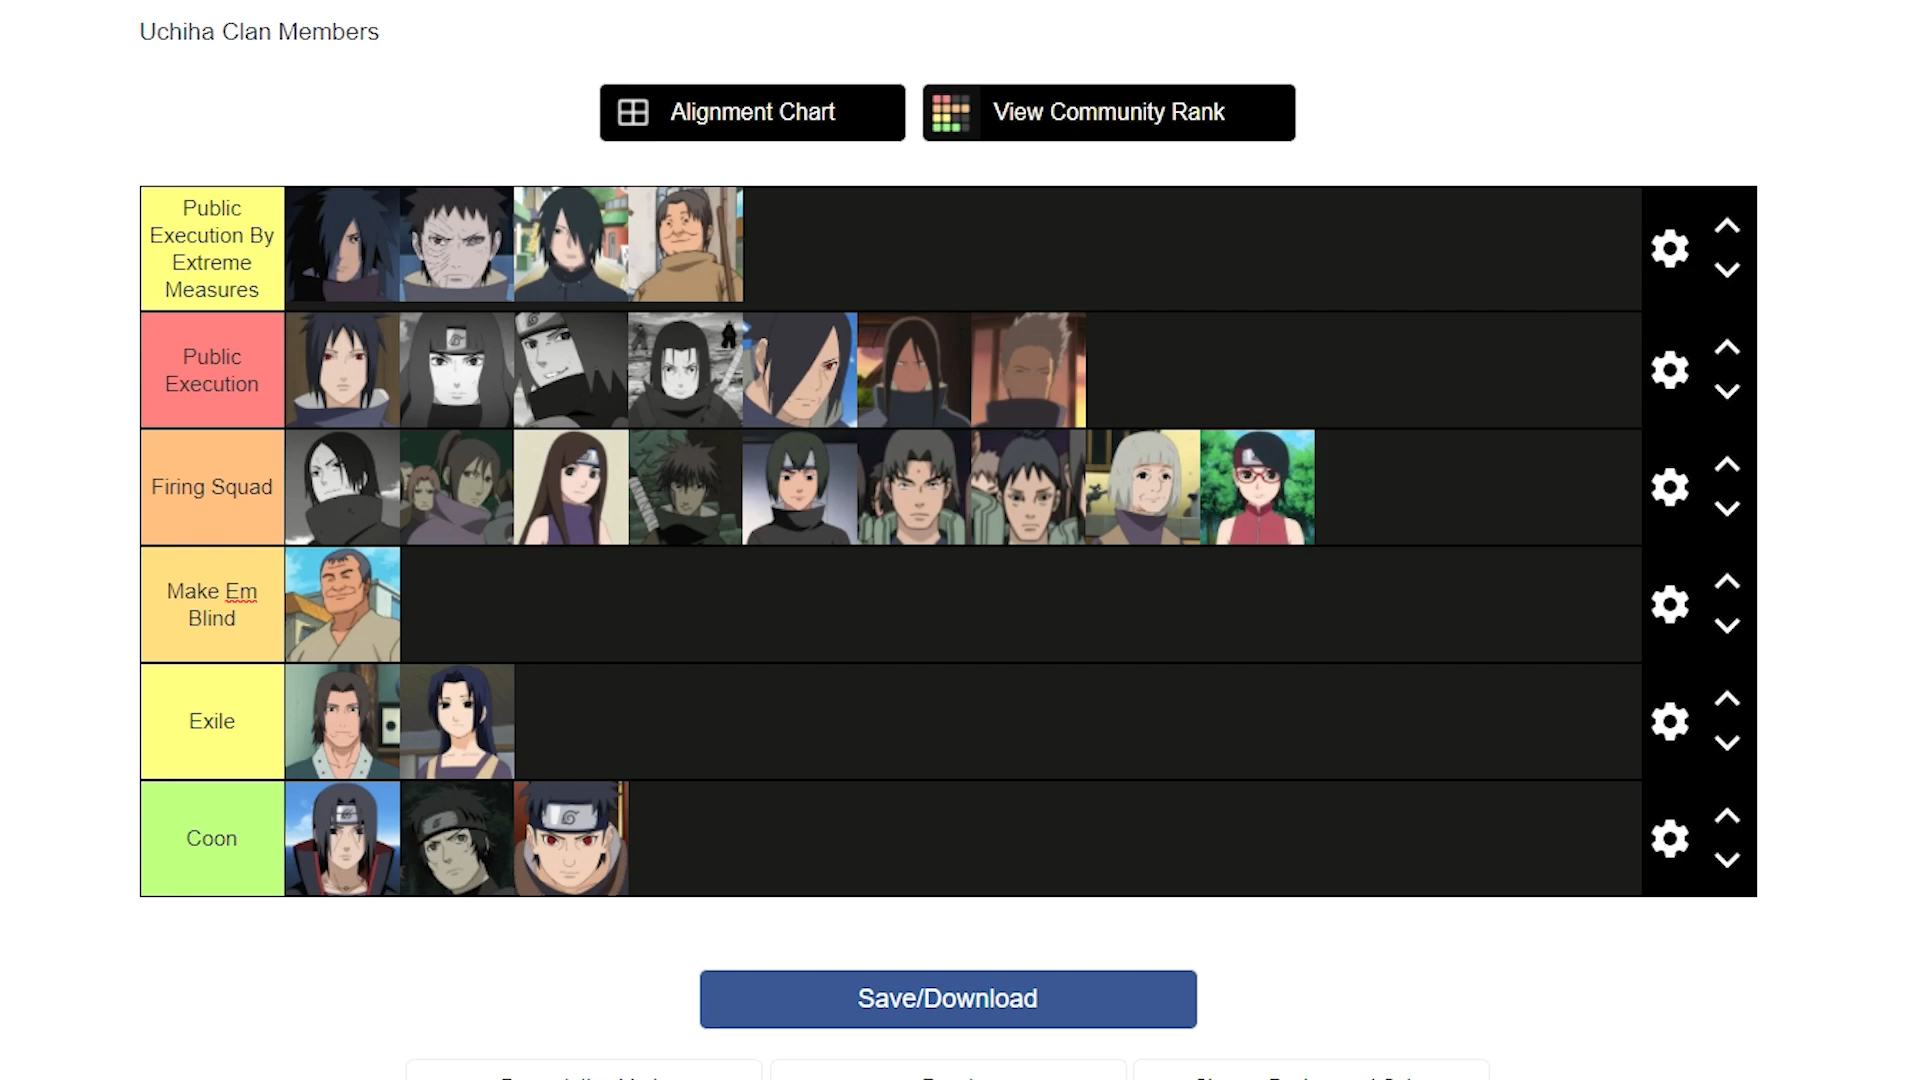 Uchiha Clan Members
Alignment Chart
View Community Rank
Public
Execution By
Extreme
Measures
Public
Execution
Firing Squad
Make Em
Blind
Exile
Coon
Save/Download